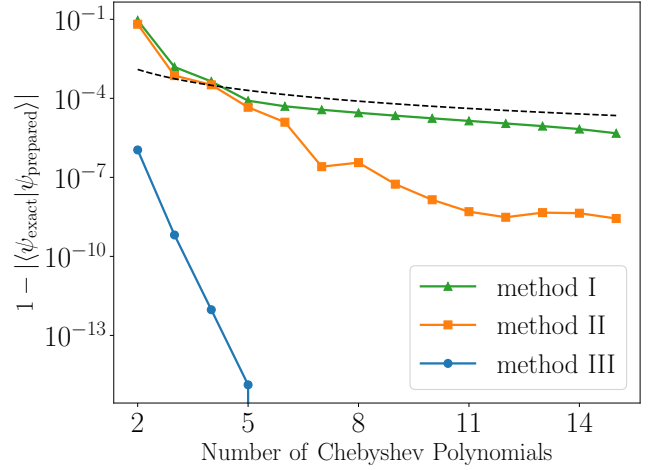 10⁻¹
10⁻⁴
10⁻⁷
10⁻¹⁰
10⁻¹³
1 − |⟨ψ_exact|ψ_prepared⟩|
method I
method II
method III
2 5 8 11 14
Number of Chebyshev Polynomials